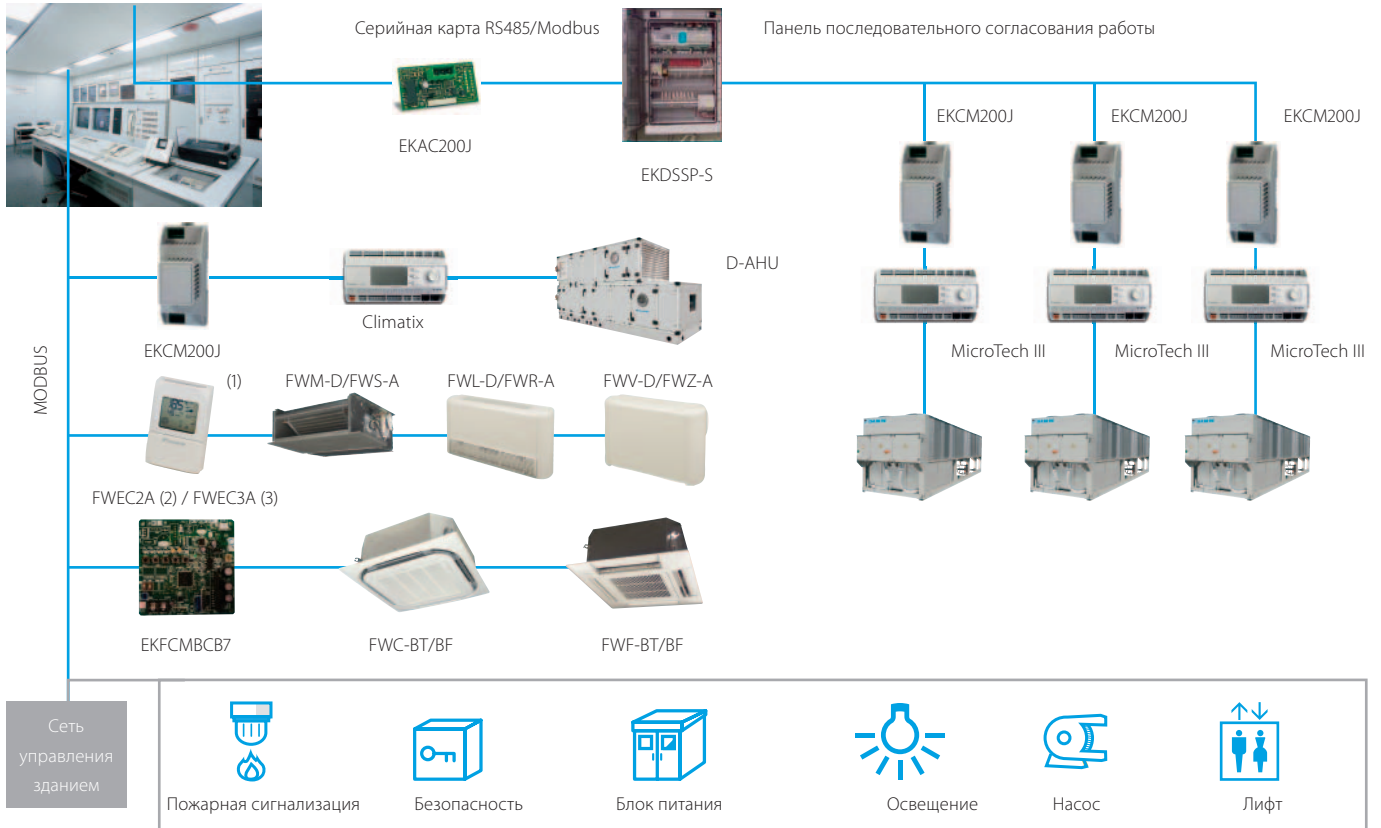 Серийная карта RS485/Modbus
Панель последовательного согласования работы
EKAC200J
EKDSSP-S
EKCM200J
EKCM200J
EKCM200J
D-AHU
Climatix
EKCM200J
MicroTech III
MicroTech III
MicroTech III
MODBUS
(1)
FWM-D/FWS-A
FWL-D/FWR-A
FWV-D/FWZ-A
FWEC2A (2) / FWEC3A (3)
EKFCMBCB7
FWC-BT/BF
FWF-BT/BF
Сеть
управления
зданием
Пожарная сигнализация
Безопасность
Блок питания
Освещение
Насос
Лифт